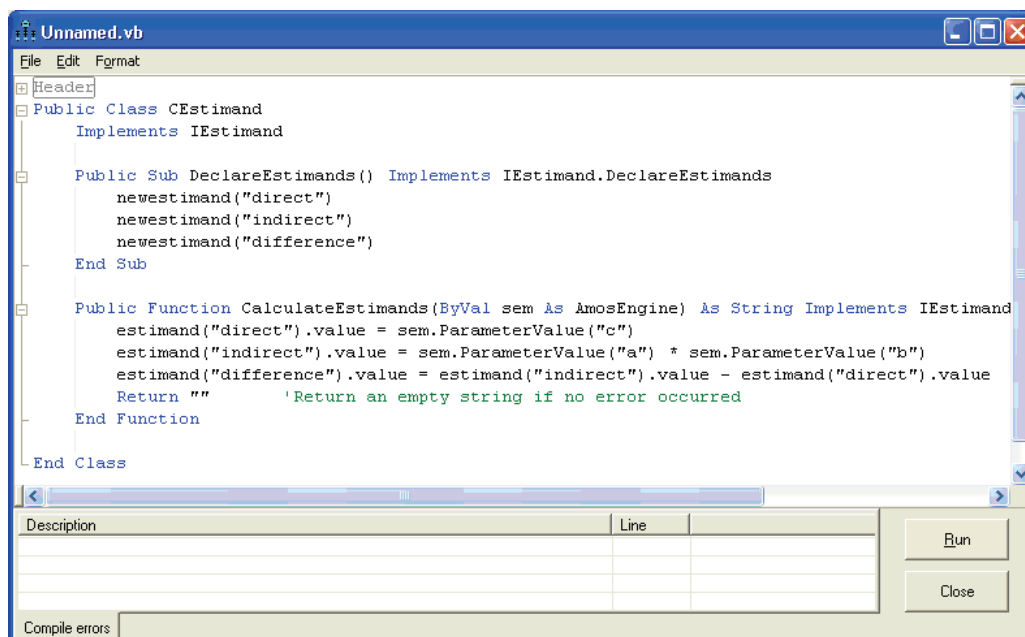 Unnamed.vb
File Edit Format
Header
Public Class CEstimand
Implements IEstimand
Public Sub DeclareEstimands() Implements IEstimand.DeclareEstimands
newestimand("direct")
newestimand("indirect")
newestimand("difference")
End Sub
Public Function CalculateEstimands(ByVal sem As AmosEngine) As String Implements IEstimand
estimand("direct").value = sem.ParameterValue("c")
estimand("indirect").value = sem.ParameterValue("a") * sem.ParameterValue("b")
estimand("difference").value = estimand("indirect").value - estimand("direct").value
Return "" 'Return an empty string if no error occurred
End Function
End Class
Description Line
Run
Close
Compile errors